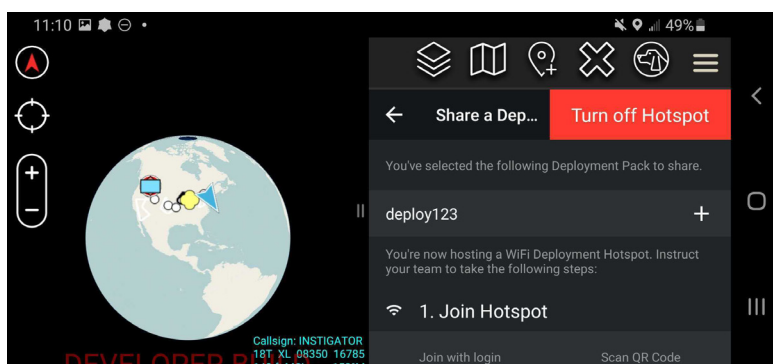 11:10
49%
Share a Dep...
Turn off Hotspot
You've selected the following Deployment Pack to share.
deploy123
You're now hosting a WiFi Deployment Hotspot. Instruct
your team to take the following steps:
1. Join Hotspot
Join with login
Scan QR Code
Callsign: INSTIGATOR
18T XL 08350 16785
DEVELOPER